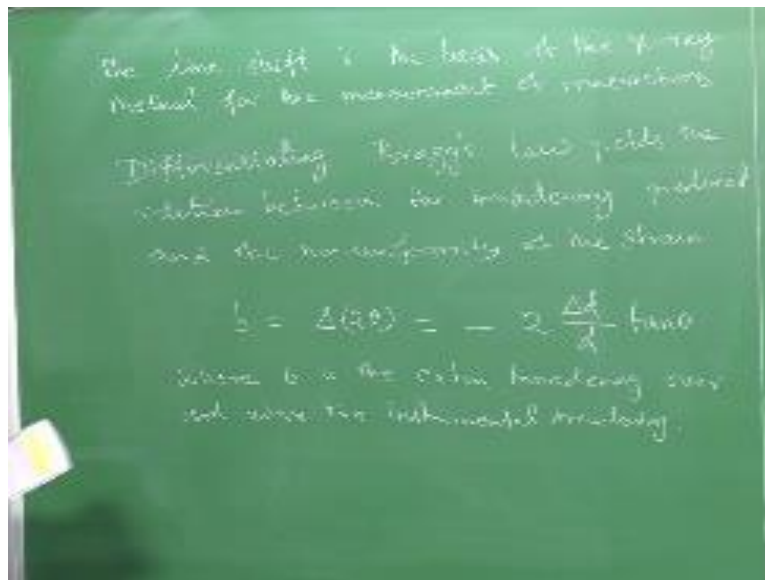 The line shift is the basis of the X-ray
method for the measurement of
Differentiating Bragg's law yields the
relation between the broadening produced
and the non uniformity of the strain
b = Δ(2θ) = - 2 Δd/d tanθ
where b is the extra broadening over
and above the instrumental broadening.